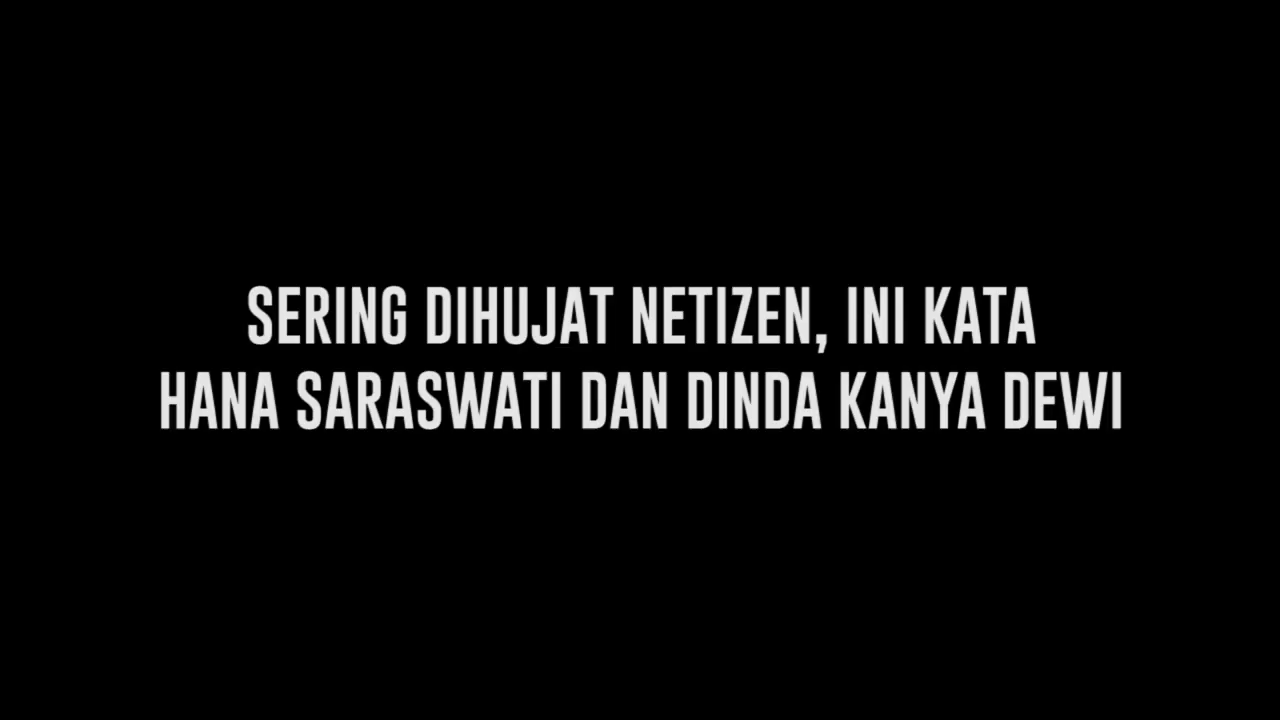 SERING DIHUJAT NETIZEN, INI KATA
HANA SARASWATI DAN DINDA KANYA DEWI